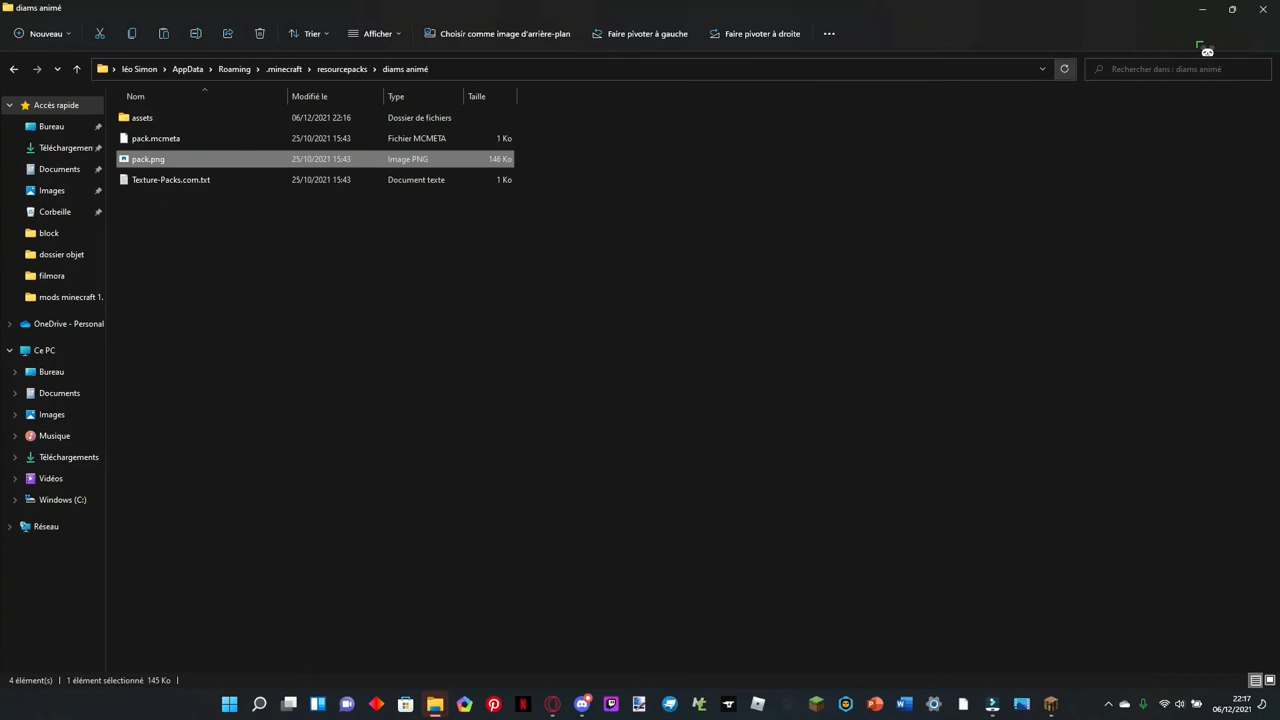 diams animé
Nouveau Trier Afficher Choisir comme image d'arrière-plan Faire pivoter à gauche Faire pivoter à droite
léo Simon > AppData > Roaming > .minecraft > resourcepacks > diams animé Rechercher dans : diams animé
Nom Modifié le Type Taille
Accès rapide
assets 06/12/2021 22:16 Dossier de fichiers
Bureau
pack.mcmeta 25/10/2021 15:43 Fichier MCMETA 1 Ko
Téléchargemen
pack.png 25/10/2021 15:43 Image PNG 146 Ko
Documents
Texture-Packs.com.txt 25/10/2021 15:43 Document texte 1 Ko
Images
Corbeille
block
dossier objet
filmora
mods minecraft 1.
OneDrive - Personal
Ce PC
Bureau
Documents
Images
Musique
Téléchargements
Vidéos
Windows (C:)
Réseau
4 élément(s) 1 élément sélectionné 145 Ko
22:17
06/12/2021